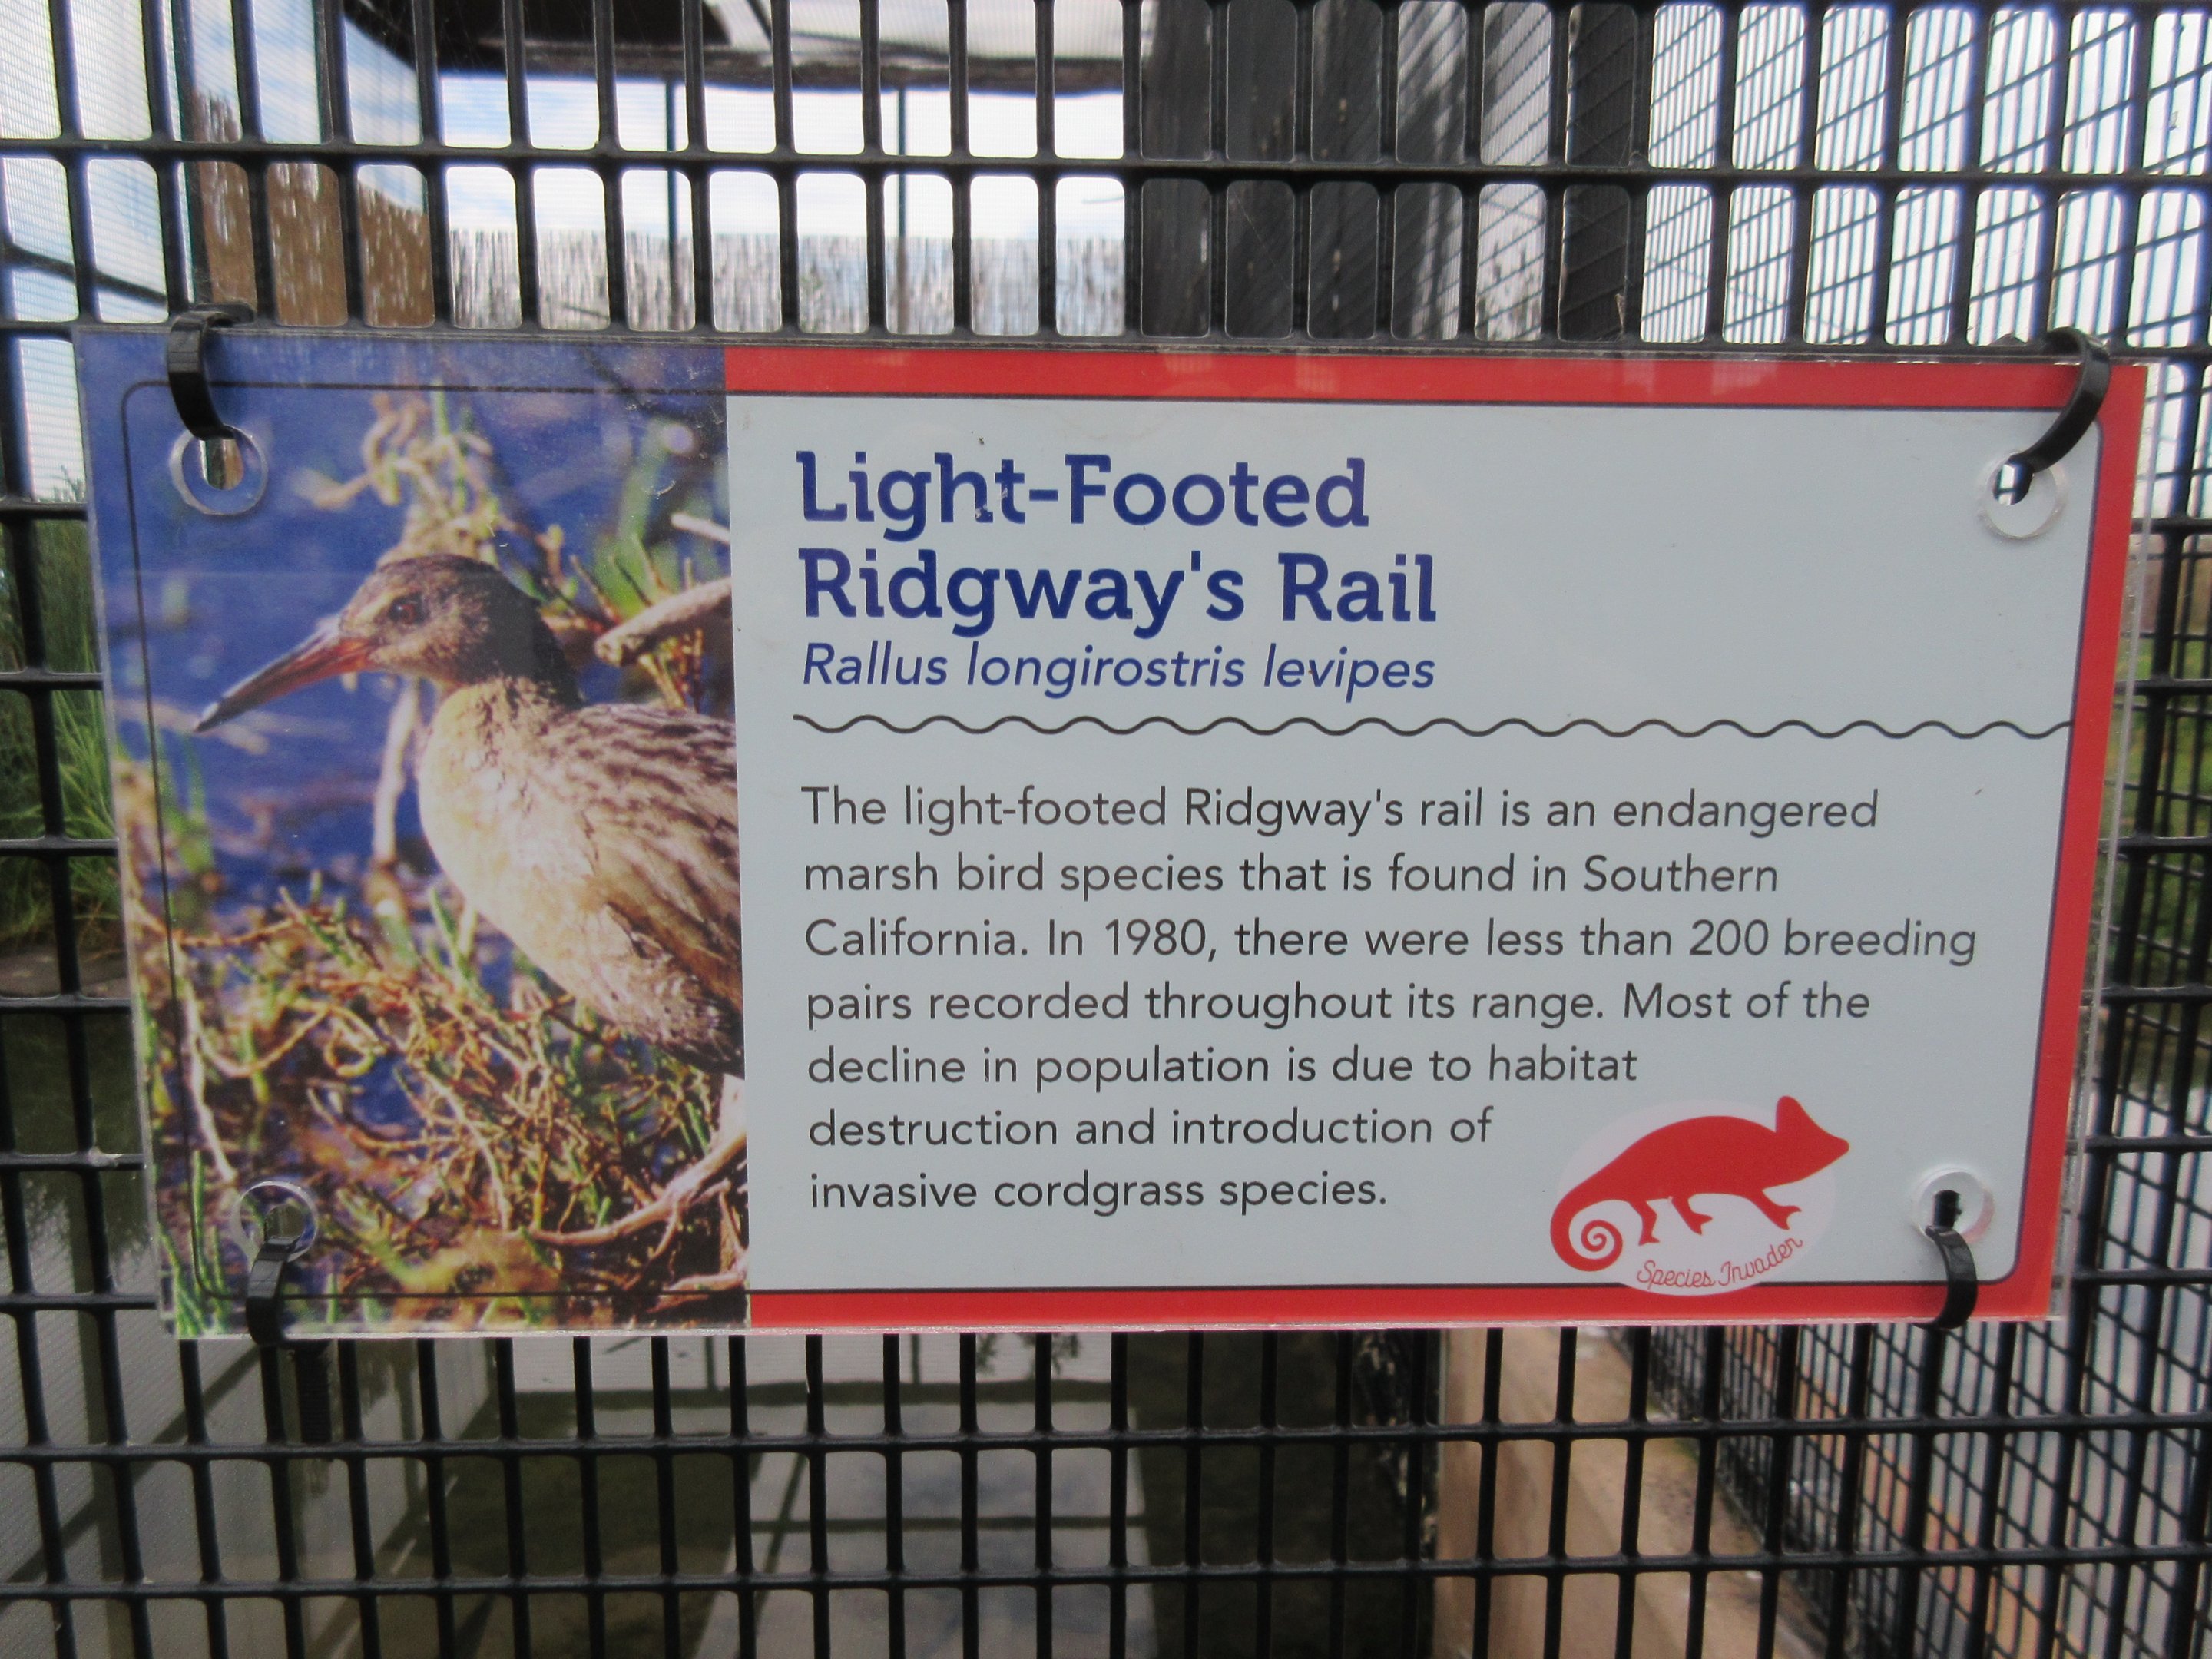 Light-Footed
Ridgway's Rail
Rallus longirostris levipes
The light-footed Ridgway's rail is an endangered
marsh bird species that is found in Southern
California. In 1980, there were less than 200 breeding
pairs recorded throughout its range. Most of the
decline in population is due to habitat
destruction and introduction of
invasive cordgrass species.
Species Invader